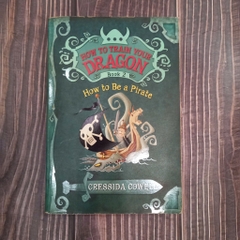 HOW TO TRAIN YOUR
DRAGON
Book 2
How to Be a Pirate
CRESSIDA COWELL